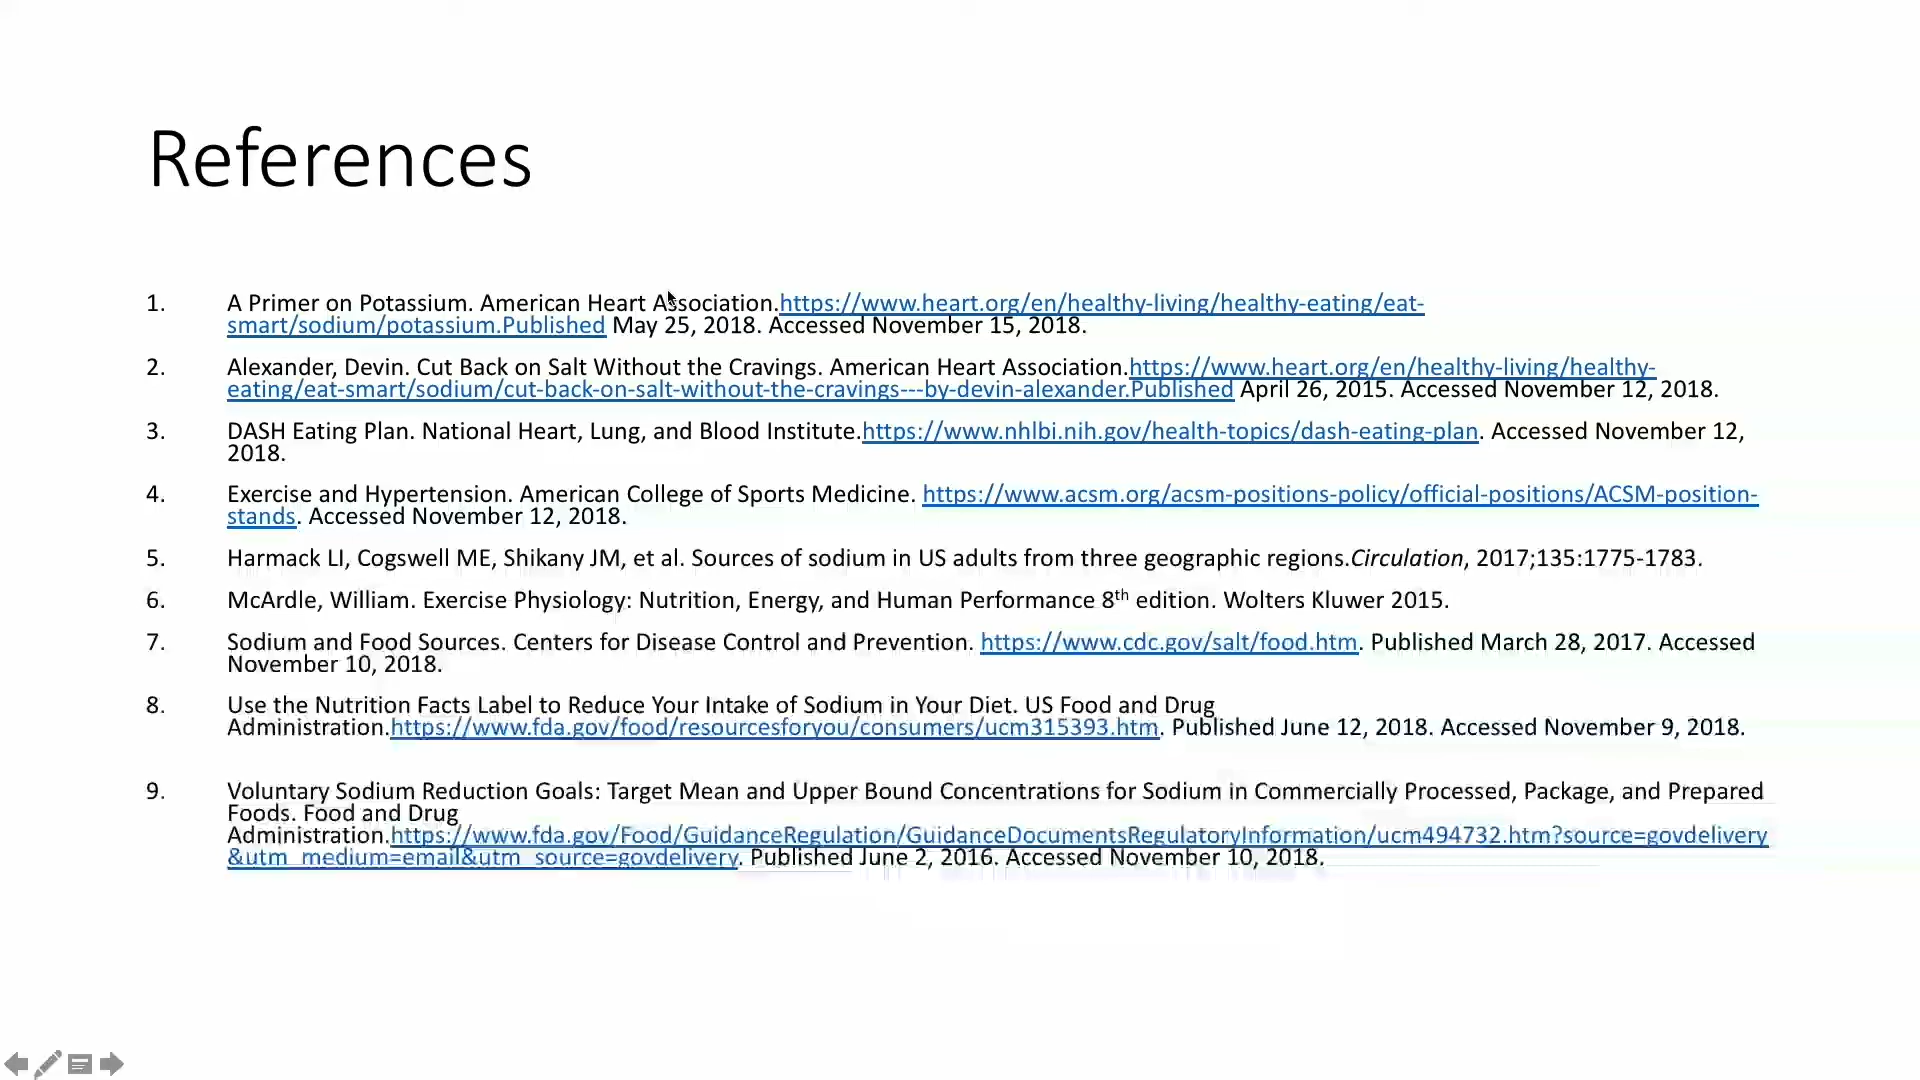 References
1. A Primer on Potassium. American Heart Association.https://www.heart.org/en/healthy-living/healthy-eating/eat-
smart/sodium/potassium.Published May 25, 2018. Accessed November 15, 2018.
2. Alexander, Devin. Cut Back on Salt Without the Cravings. American Heart Association.https://www.heart.org/en/healthy-living/healthy-
eating/eat-smart/sodium/cut-back-on-salt-without-the-cravings---by-devin-alexander.Published April 26, 2015. Accessed November 12, 2018.
3. DASH Eating Plan. National Heart, Lung, and Blood Institute.https://www.nhlbi.nih.gov/health-topics/dash-eating-plan. Accessed November 12,
2018.
4. Exercise and Hypertension. American College of Sports Medicine. https://www.acsm.org/acsm-positions-policy/official-positions/ACSM-position-
stands. Accessed November 12, 2018.
5. Harmack LI, Cogswell ME, Shikany JM, et al. Sources of sodium in US adults from three geographic regions.Circulation, 2017;135:1775-1783.
6. McArdle, William. Exercise Physiology: Nutrition, Energy, and Human Performance 8th edition. Wolters Kluwer 2015.
7. Sodium and Food Sources. Centers for Disease Control and Prevention. https://www.cdc.gov/salt/food.htm. Published March 28, 2017. Accessed
November 10, 2018.
8. Use the Nutrition Facts Label to Reduce Your Intake of Sodium in Your Diet. US Food and Drug
Administration.https://www.fda.gov/food/resourcesforyou/consumers/ucm315393.htm. Published June 12, 2018. Accessed November 9, 2018.
9. Voluntary Sodium Reduction Goals: Target Mean and Upper Bound Concentrations for Sodium in Commercially Processed, Package, and Prepared
Foods. Food and Drug
Administration.https://www.fda.gov/Food/GuidanceRegulation/GuidanceDocumentsRegulatoryInformation/ucm494732.htm?source=govdelivery
&utm_medium=email&utm_source=govdelivery. Published June 2, 2016. Accessed November 10, 2018.